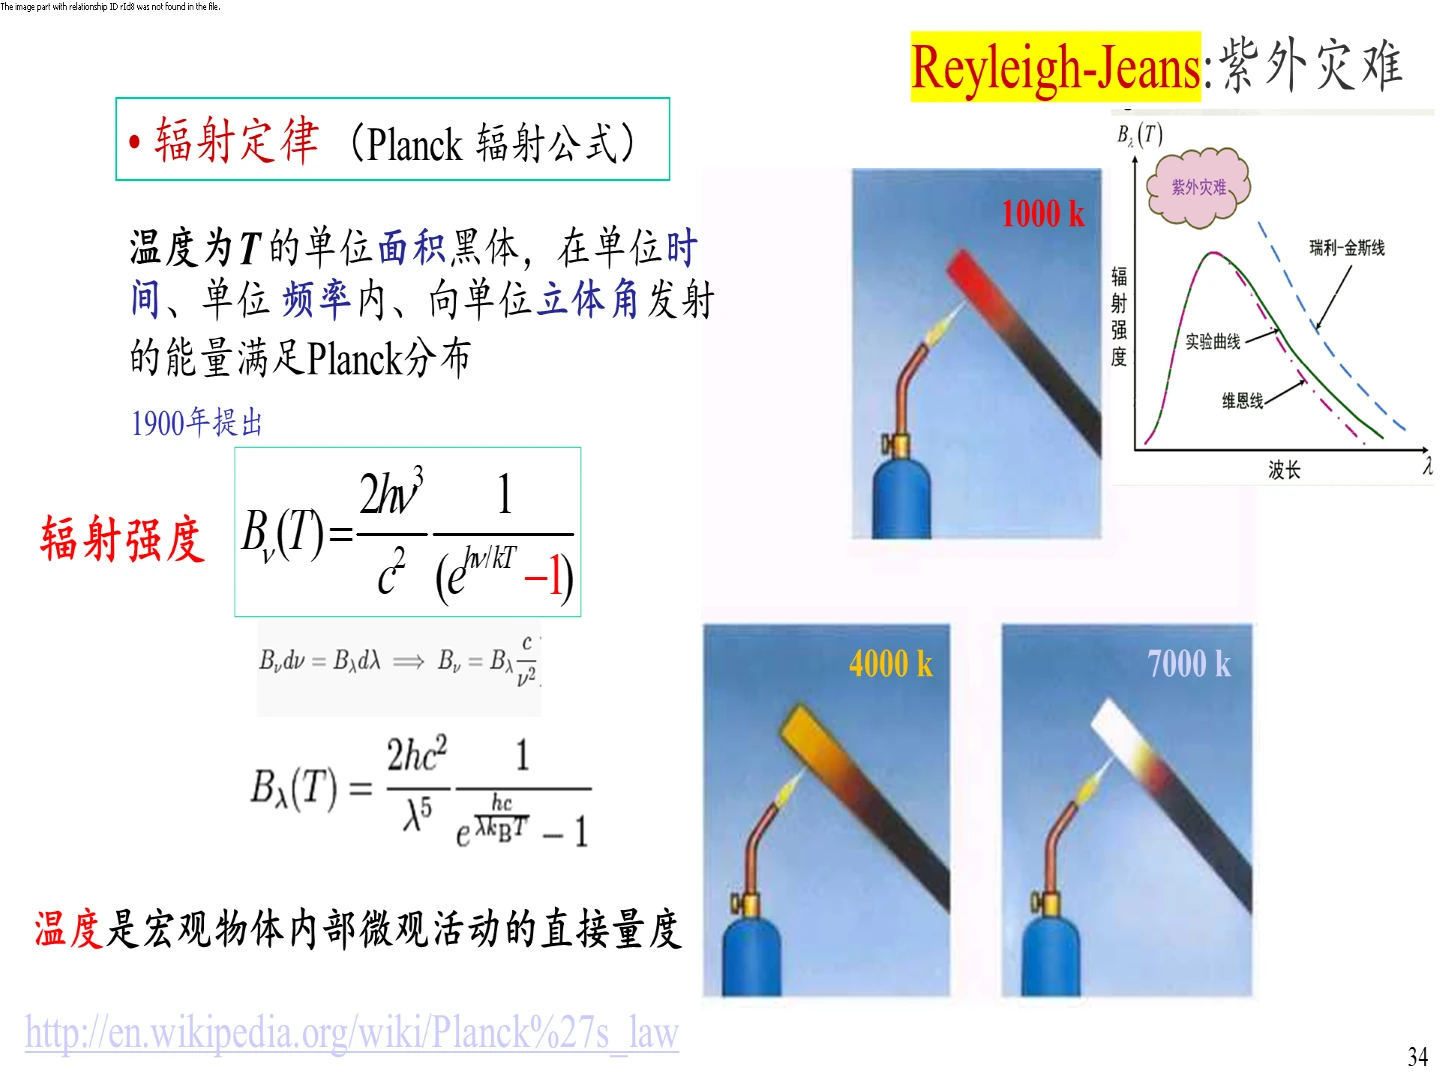 The image part with relationship ID rId8 was not found in the file.
Reyleigh-Jeans:紫外灾难
• 辐射定律 （Planck 辐射公式）
温度为T 的单位面积黑体，在单位时
间、单位 频率内、向单位立体角发射
的能量满足Planck分布
1900年提出
辐射强度
B_ν(T)=2hν³/c² 1/(e^{hν/kT}−1)
B_ν dν = B_λ dλ ⟹ B_ν = B_λ c/ν²
B_λ(T) = 2hc²/λ⁵ 1/(e^{hc/λk_BT} − 1)
温度是宏观物体内部微观活动的直接量度
http://en.wikipedia.org/wiki/Planck%27s_law
1000 k
4000 k
7000 k
B_λ(T)
紫外灾难
瑞利-金斯线
辐射强度
实验曲线
维恩线
波长
λ
34